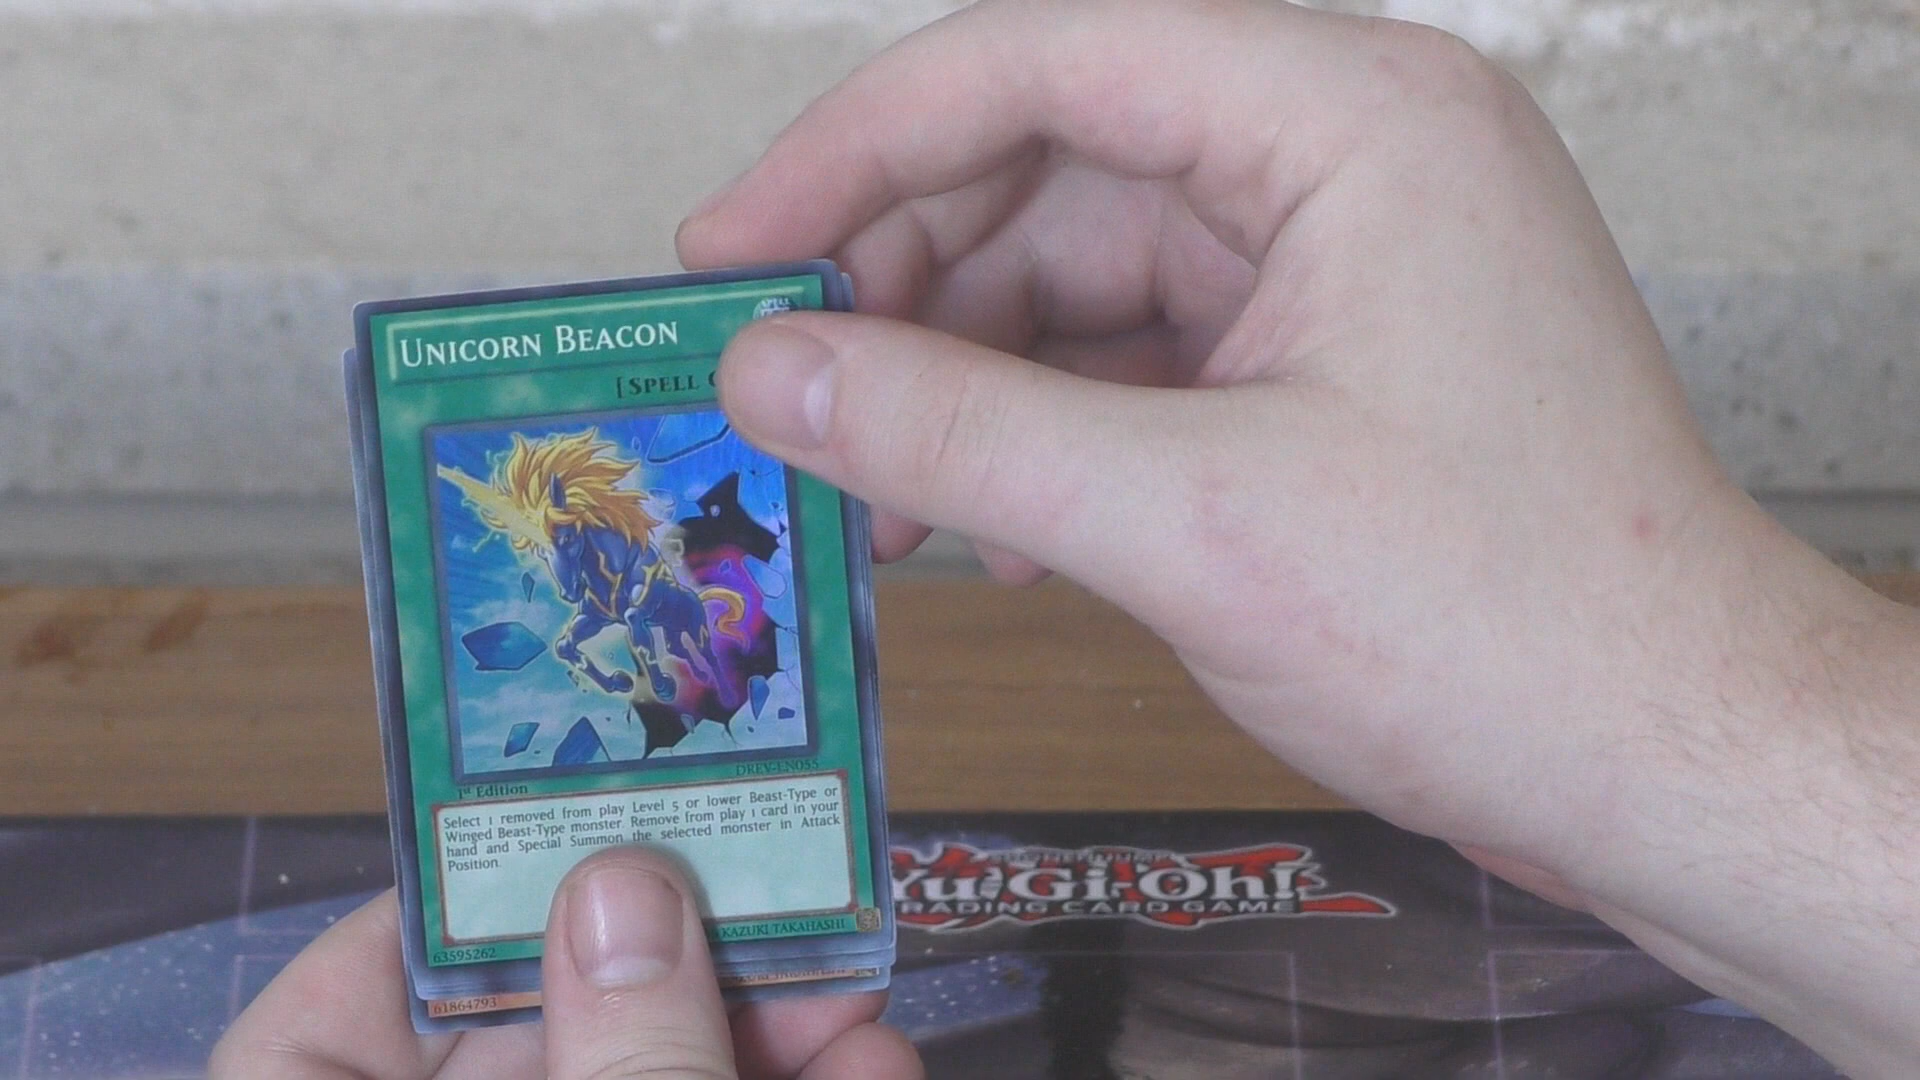 UNICORN BEACON
[SPELL
DREV-EN055
1st Edition
Select 1 removed from play Level 5 or lower Beast-Type or
Winged Beast-Type monster. Remove from play 1 card in your
hand and Special Summon the selected monster in Attack
Position.
KAZUKI TAKAHASHI
63595262
61864793
Yu-Gi-Oh!
TRADING CARD GAME